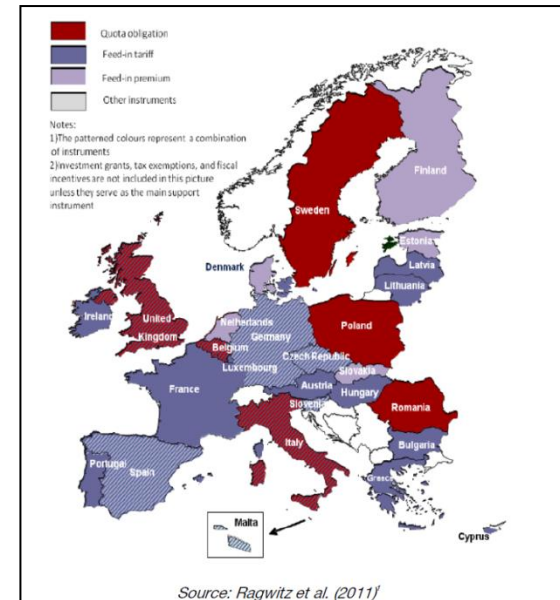 Quota obligation
Feed-in tariff
Feed-in premium
Other instruments
Notes:
1)The patterned colours represent a combination
of instruments
2)Investment grants, tax exemptions, and fiscal
incentives are not included in this picture
unless they serve as the main support
instrument
Finland
Sweden
Estonia
Latvia
Denmark
Lithuania
Ireland
United
Kingdom
Netherlands
Germany
Poland
Belgium
Czech Republic
Luxembourg
Slovakia
France
Austria
Hungary
Sloveni
Romania
Italy
Bulgaria
Portugal
Spain
Greece
Malta
Cyprus
Source: Ragwitz et al. (2011)